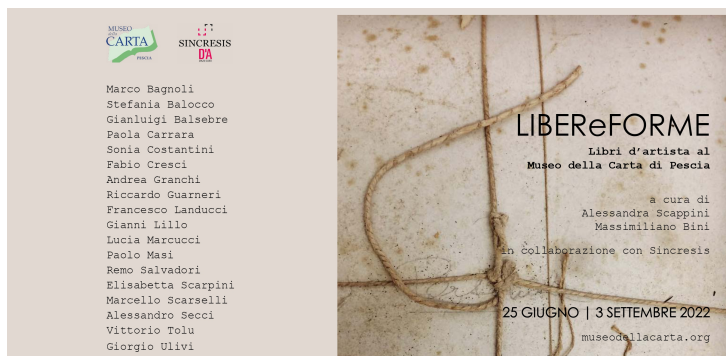 MUSEO
della
CARTA
PESCIA
SINCRESIS
D'A
Marco Bagnoli
Stefania Balocco
Gianluigi Balsebre
Paola Carrara
Sonia Costantini
Fabio Cresci
Andrea Granchi
Riccardo Guarneri
Francesco Landucci
Gianni Lillo
Lucia Marcucci
Paolo Masi
Remo Salvadori
Elisabetta Scarpini
Marcello Scarselli
Alessandro Secci
Vittorio Tolu
Giorgio Ulivi
LIBEReFORME
Libri d'artista al
Museo della Carta di Pescia
a cura di
Alessandra Scappini
Massimiliano Bini
in collaborazione con Sincresis
25 GIUGNO | 3 SETTEMBRE 2022
museodellacarta.org